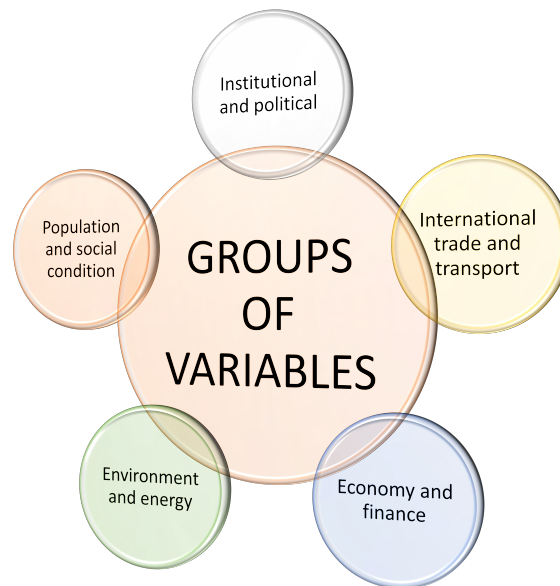 Institutional
and political
Population
and social
condition
International
trade and
transport
GROUPS
OF
VARIABLES
Environment
and energy
Economy and
finance